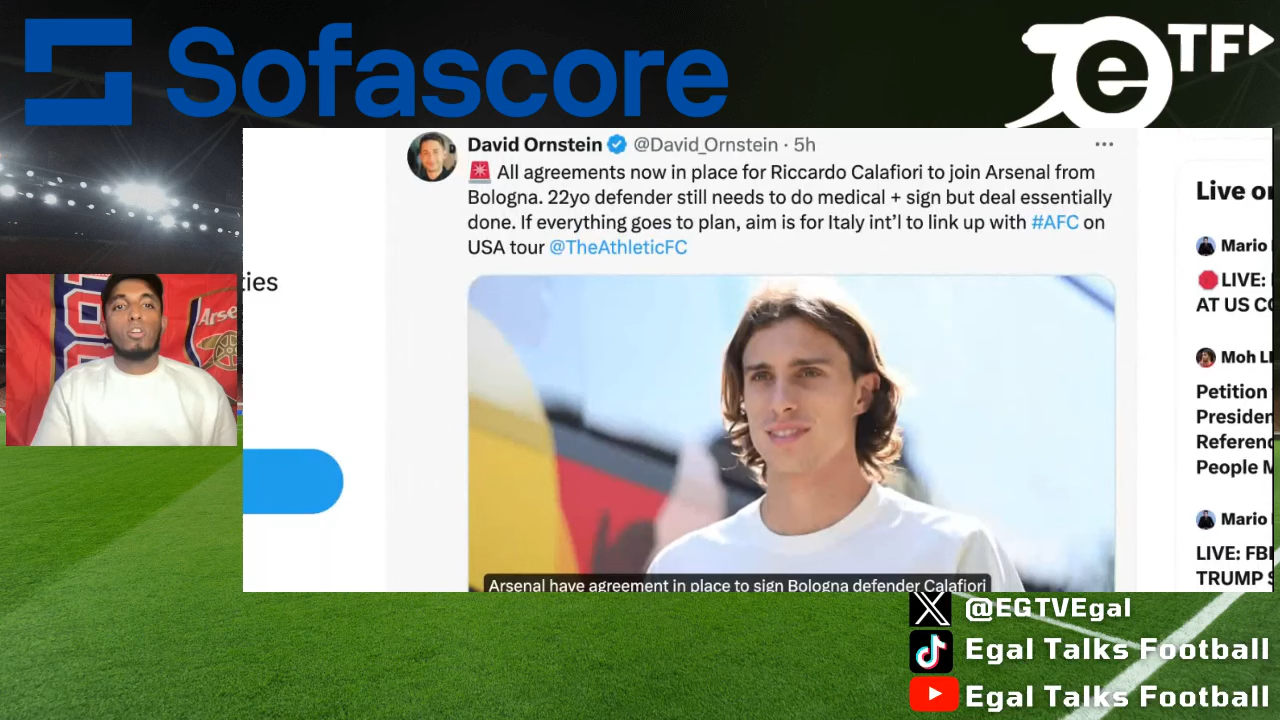 Sofascore
e TF
David Ornstein @David_Ornstein · 5h
All agreements now in place for Riccardo Calafiori to join Arsenal from
Bologna. 22yo defender still needs to do medical + sign but deal essentially
done. If everything goes to plan, aim is for Italy int'l to link up with #AFC on
USA tour @TheAthleticFC
ties
Arsenal have agreement in place to sign Bologna defender Calafiori
Live
Mario
LIVE:
AT US
Moh
Petition
People
Mario
LIVE: FBI
TRUMP
Arse
@EGTVEgal
Egal Talks Football
Egal Talks Football